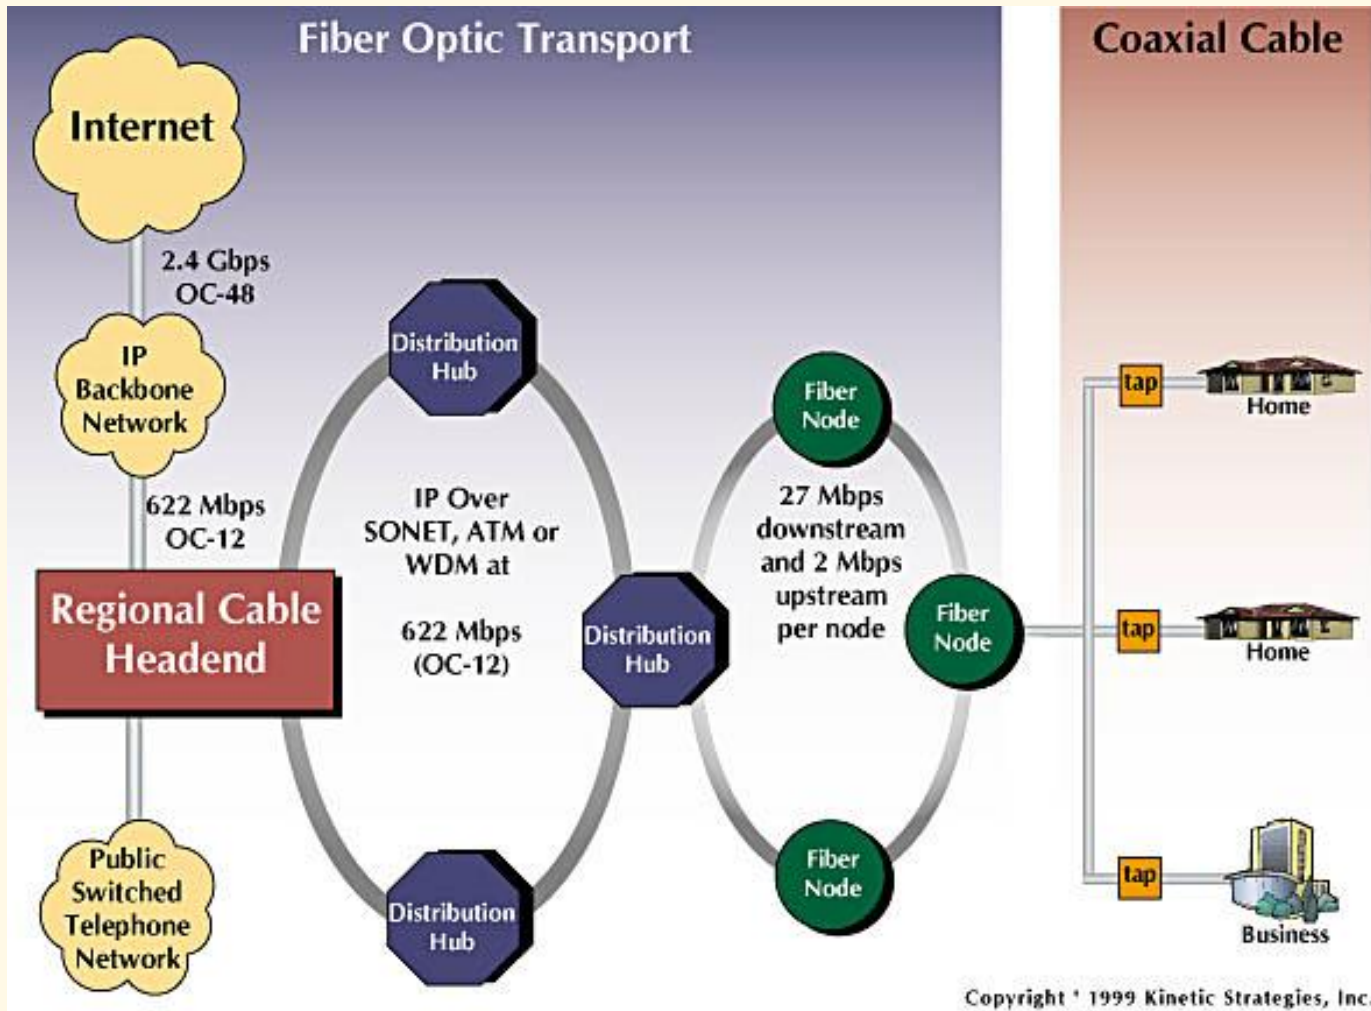 Fiber Optic Transport
Coaxial Cable
Internet
2.4 Gbps
OC-48
IP
Backbone
Network
622 Mbps
OC-12
Regional Cable
Headend
Public
Switched
Telephone
Network
Distribution
Hub
IP Over
SONET, ATM or
WDM at
622 Mbps
(OC-12)
Distribution
Hub
Distribution
Hub
Fiber
Node
27 Mbps
downstream
and 2 Mbps
upstream
per node
Fiber
Node
Fiber
Node
tap
Home
tap
Home
tap
Business
Copyright ' 1999 Kinetic Strategies, Inc.